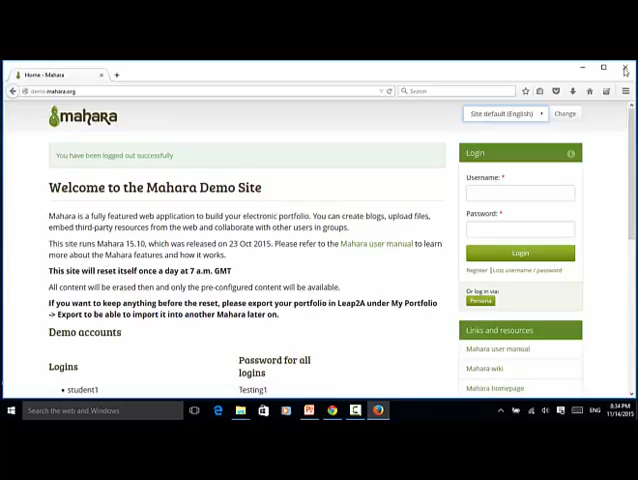 Home - Mahara
demo.mahara.org
Search
mahara
Site default (English)
Change
You have been logged out successfully
Welcome to the Mahara Demo Site
Mahara is a fully featured web application to build your electronic portfolio. You can create blogs, upload files,
embed third-party resources from the web and collaborate with other users in groups.
This site runs Mahara 15.10, which was released on 23 Oct 2015. Please refer to the Mahara user manual to learn
more about the Mahara features and how it works.
This site will reset itself once a day at 7 a.m. GMT
All content will be erased then and only the pre-configured content will be available.
If you want to keep anything before the reset, please export your portfolio in Leap2A under My Portfolio
-> Export to be able to import it into another Mahara later on.
Demo accounts
Logins
Password for all
logins
student1
Testing1
Login
Username: *
Password: *
Login
Register | Lost username / password
Or log in via:
Persona
Links and resources
Mahara user manual
Mahara wiki
Mahara homepage
Search the web and Windows
ENG
8:34 PM
11/14/2015